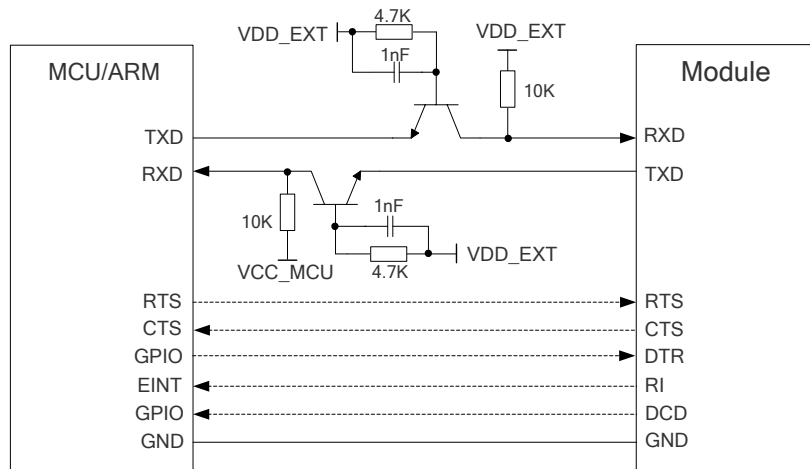 4.7K
VDD_EXT
1nF
VDD_EXT
MCU/ARM
Module
10K
TXD
RXD
RXD
TXD
1nF
10K
VCC_MCU
4.7K
VDD_EXT
RTS
RTS
CTS
CTS
GPIO
DTR
EINT
RI
GPIO
DCD
GND
GND